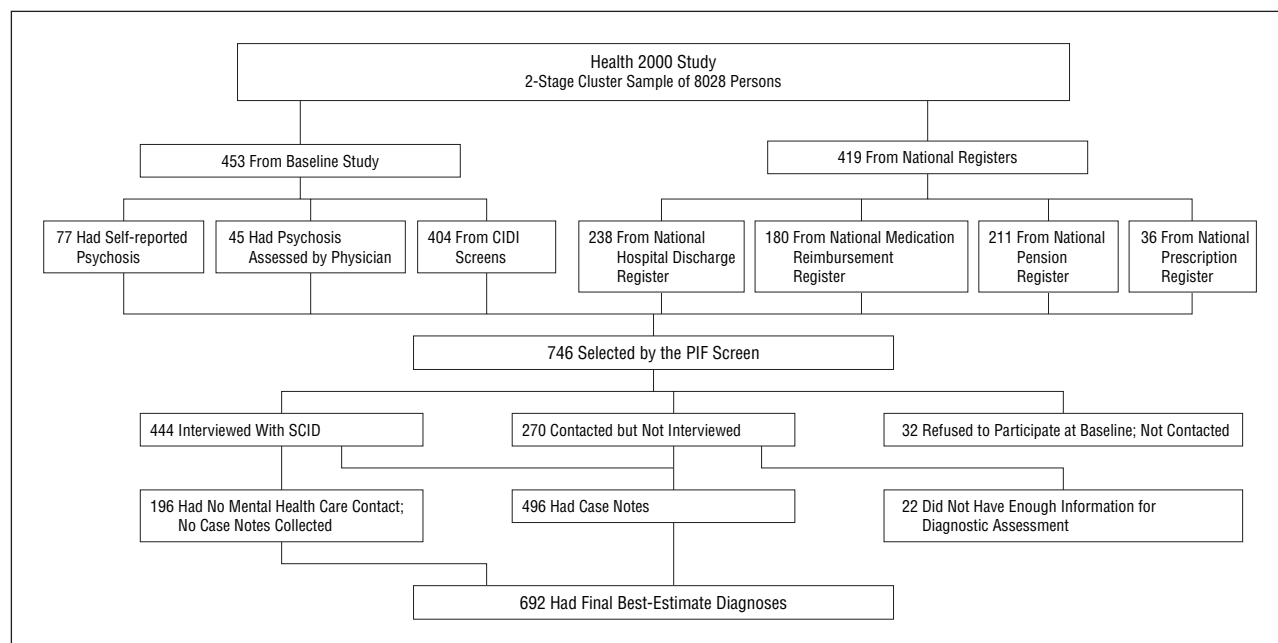 Health 2000 Study
2-Stage Cluster Sample of 8028 Persons
453 From Baseline Study
419 From National Registers
77 Had Self-reported
Psychosis
45 Had Psychosis
Assessed by Physician
404 From CIDI
Screens
238 From National
Hospital Discharge
Register
180 From National Medication
Reimbursement
Register
211 From National
Pension
Register
36 From National
Prescription
Register
746 Selected by the PIF Screen
444 Interviewed With SCID
270 Contacted but Not Interviewed
32 Refused to Participate at Baseline; Not Contacted
196 Had No Mental Health Care Contact;
No Case Notes Collected
496 Had Case Notes
22 Did Not Have Enough Information for
Diagnostic Assessment
692 Had Final Best-Estimate Diagnoses